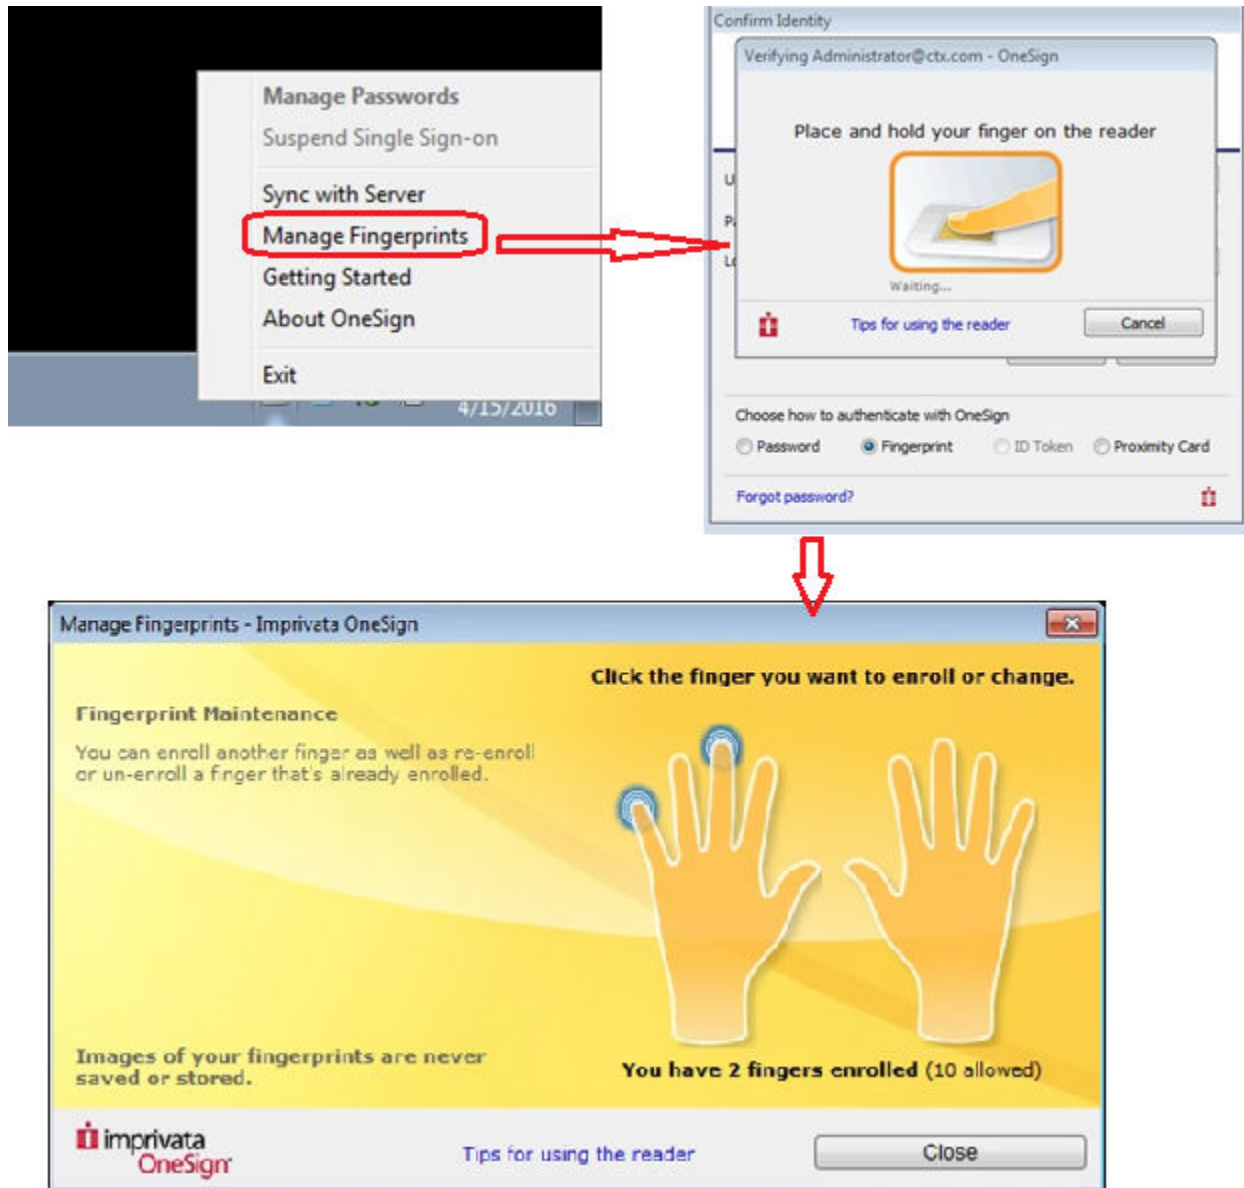 Manage Passwords
Suspend Single Sign-on
Sync with Server
Manage Fingerprints
Getting Started
About OneSign
Exit
4/15/2016
Confirm Identity
Verifying Administrator@ctx.com - OneSign
Place and hold your finger on the reader
Waiting...
Tips for using the reader
Cancel
Choose how to authenticate with OneSign
Password Fingerprint ID Token Proximity Card
Forgot password?
Manage Fingerprints - Imprivata OneSign
Click the finger you want to enroll or change.
Fingerprint Maintenance
You can enroll another finger as well as re-enroll
or un-enroll a finger that's already enrolled.
Images of your fingerprints are never
saved or stored.
You have 2 fingers enrolled (10 allowed)
imprivata
OneSign
Tips for using the reader
Close